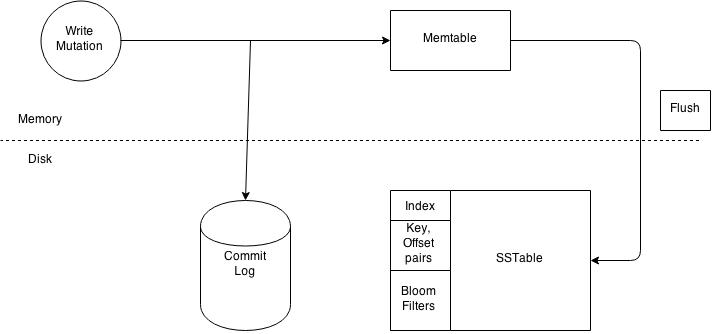 Write
Mutation
Memtable
Flush
Memory
Disk
Index
Key,
Offset
pairs
SSTable
Commit
Log
Bloom
Filters